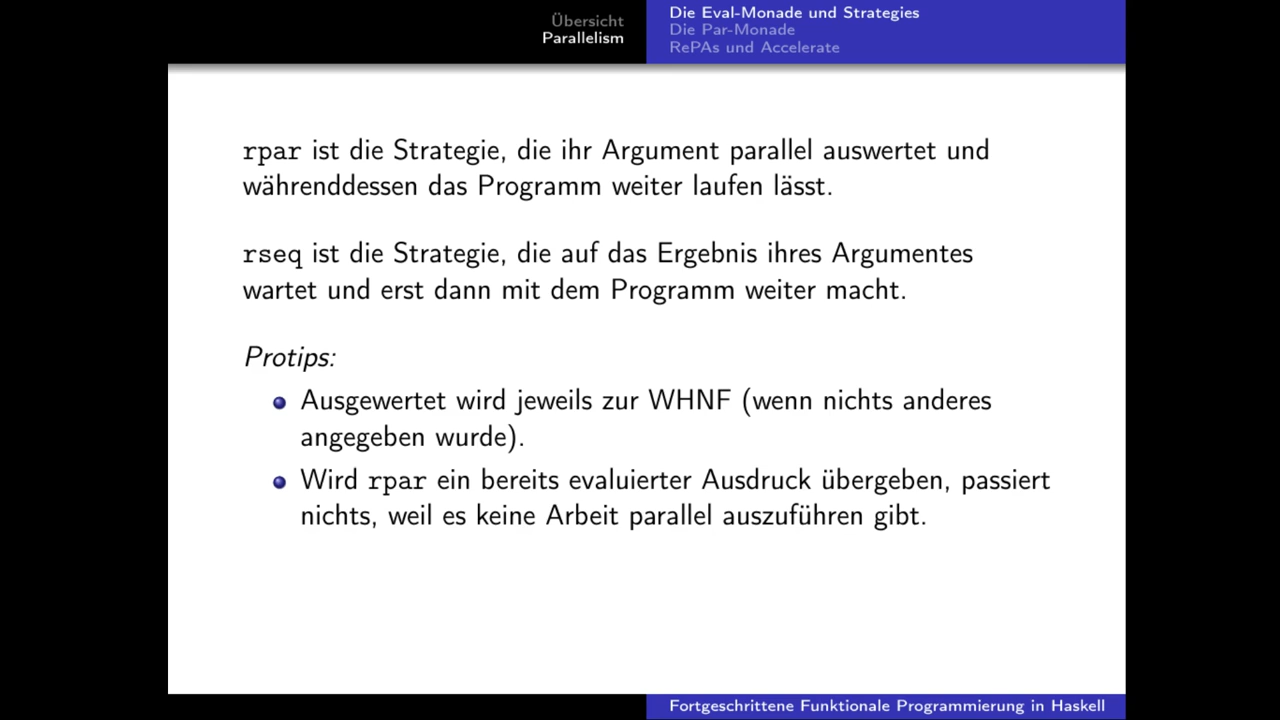 Übersicht
Parallelism
Die Eval-Monade und Strategies
Die Par-Monade
RePAs und Accelerate
rpar ist die Strategie, die ihr Argument parallel auswertet und
währenddessen das Programm weiter laufen lässt.
rseq ist die Strategie, die auf das Ergebnis ihres Argumentes
wartet und erst dann mit dem Programm weiter macht.
Protips:
Ausgewertet wird jeweils zur WHNF (wenn nichts anderes
angegeben wurde).
Wird rpar ein bereits evaluierter Ausdruck übergeben, passiert
nichts, weil es keine Arbeit parallel auszuführen gibt.
Fortgeschrittene Funktionale Programmierung in Haskell